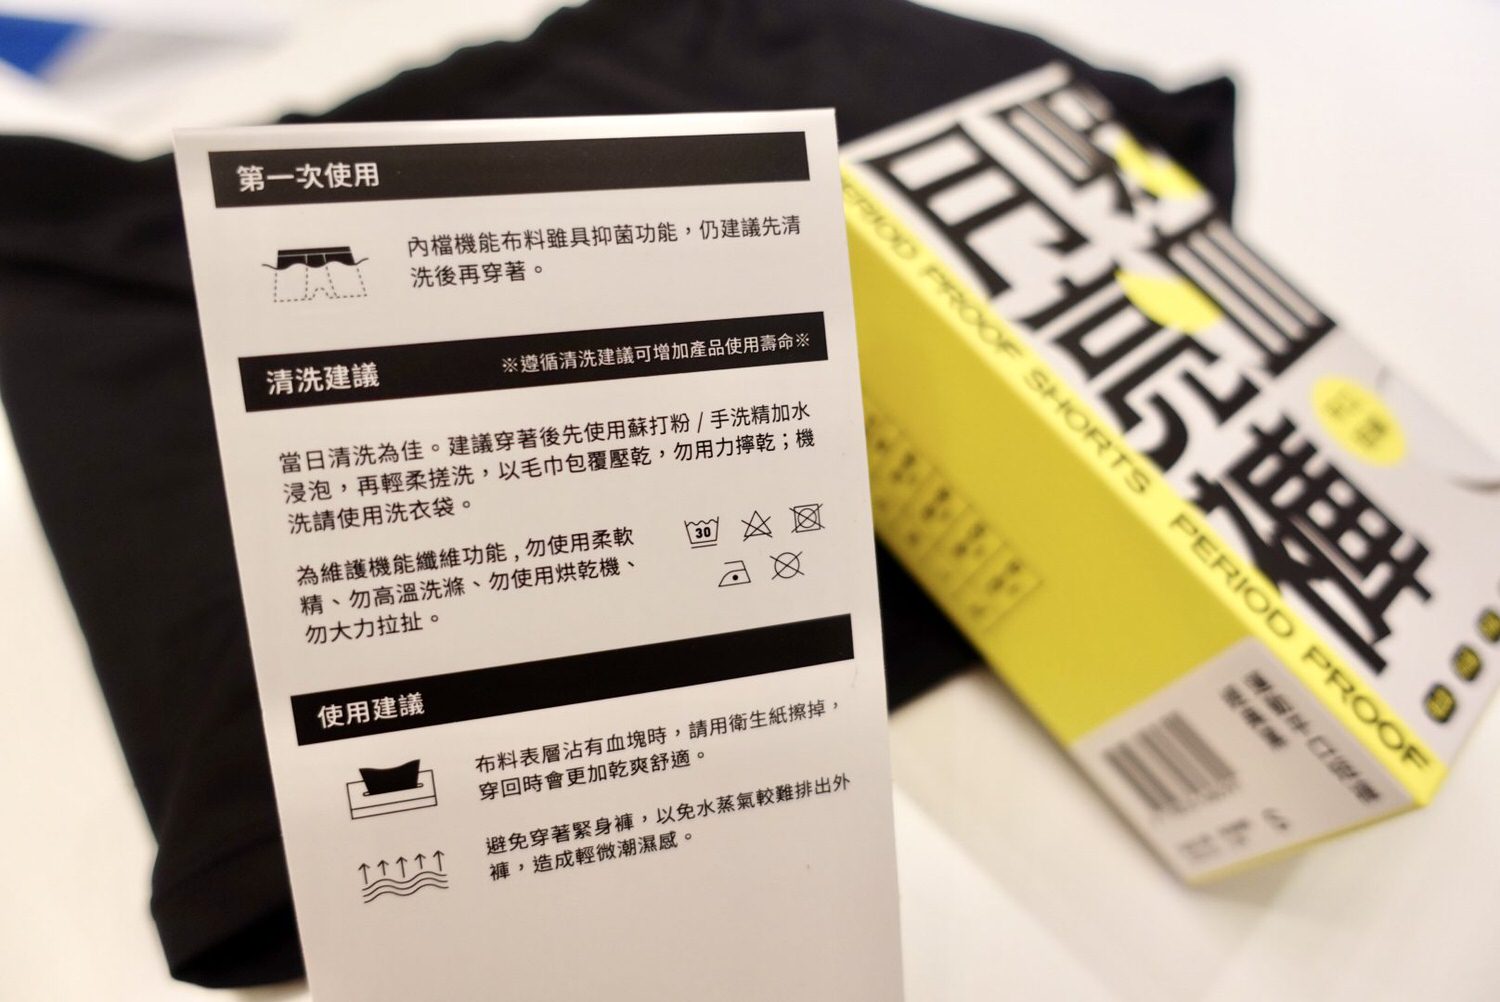 第一次使用
內檔機能布料雖具抑菌功能，仍建議先清
洗後再穿著。
清洗建議
※遵循清洗建議可增加產品使用壽命※
當日清洗為佳。建議穿著後先使用蘇打粉 / 手洗精加水
浸泡，再輕柔搓洗，以毛巾包覆壓乾，勿用力擰乾；機
洗請使用洗衣袋。
為維護機能纖維功能 , 勿使用柔軟
精、勿高溫洗滌、勿使用烘乾機、
勿大力拉扯。
30
使用建議
布料表層沾有血塊時，請用衛生紙擦掉，
穿回時會更加乾爽舒適。
避免穿著緊身褲，以免水蒸氣較難排出外
褲，造成輕微潮濕感。
PERIOD PROOF SHORTS PERIOD PROOF
S